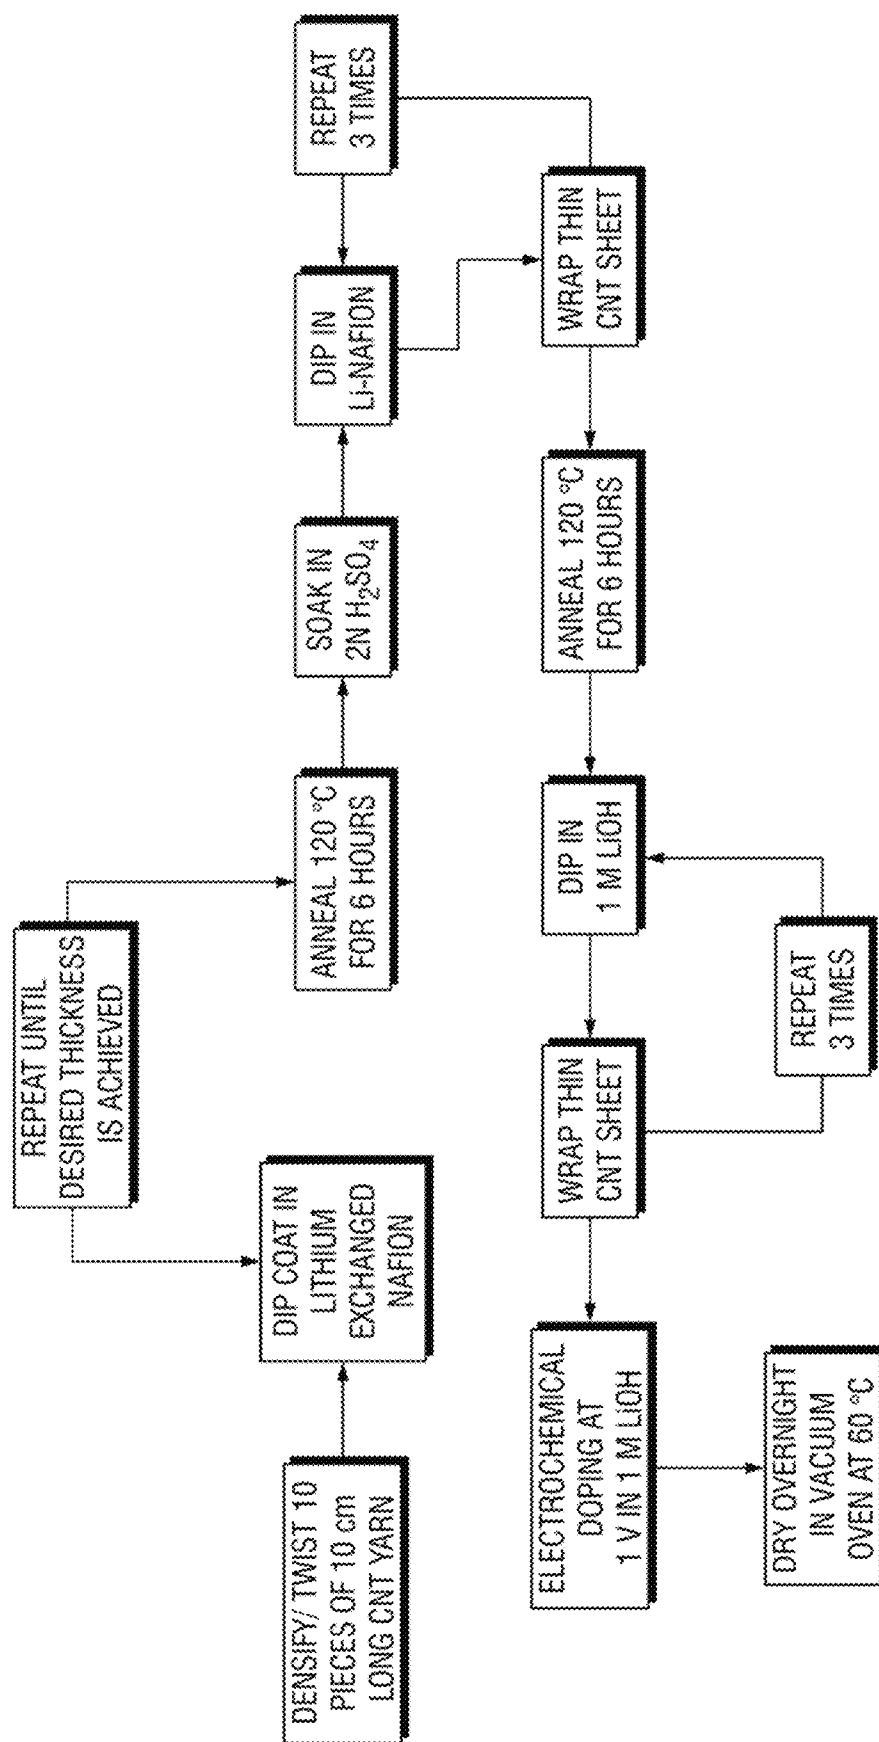 DENSIFY/ TWIST 10
PIECES OF 10 cm
LONG CNT YARN
DIP COAT IN
LITHIUM
EXCHANGED
NAFION
REPEAT UNTIL
DESIRED THICKNESS
IS ACHIEVED
ANNEAL 120 °C
FOR 6 HOURS
SOAK IN
2N H₂SO₄
DIP IN
Li-NAFION
REPEAT
3 TIMES
WRAP THIN
CNT SHEET
ANNEAL 120 °C
FOR 6 HOURS
DIP IN
1 M LiOH
WRAP THIN
CNT SHEET
REPEAT
3 TIMES
ELECTROCHEMICAL
DOPING AT
1 V IN 1 M LiOH
DRY OVERNIGHT
IN VACUUM
OVEN AT 60 °C